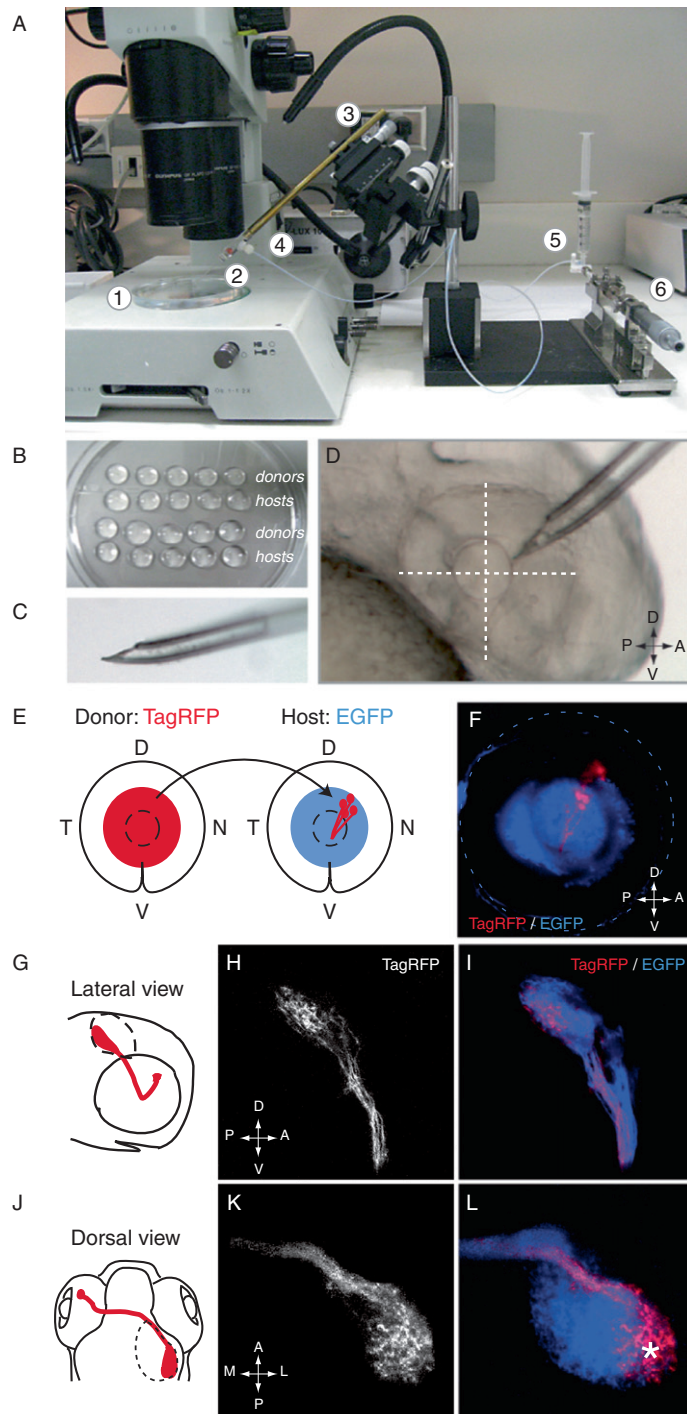 A
3
4
5
2
1
6
B
donors
hosts
donors
hosts
C
D
D
P A
V
E
Donor: TagRFP
Host: EGFP
D
D
T
N
T
N
V
V
F
D
P A
V
TagRFP / EGFP
G
Lateral view
H
TagRFP
D
P A
V
I
TagRFP / EGFP
J
Dorsal view
K
A
M L
P
L
*